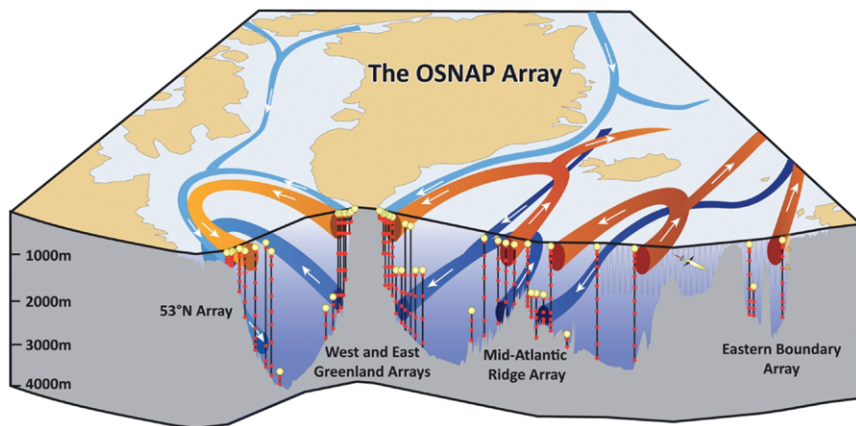 The OSNAP Array
1000m
2000m
3000m
4000m
53°N Array
West and East
Greenland Arrays
Mid-Atlantic
Ridge Array
Eastern Boundary
Array